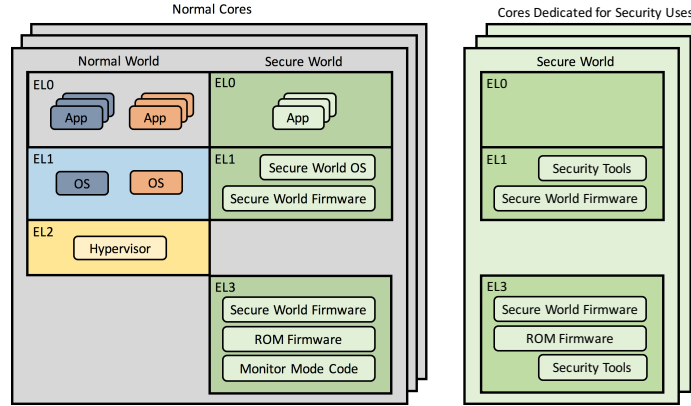 Normal Cores
Normal World
Secure World
EL0
App
App
EL0
App
EL1
OS
OS
EL1
Secure World OS
Secure World Firmware
EL2
Hypervisor
EL3
Secure World Firmware
ROM Firmware
Monitor Mode Code
Cores Dedicated for Security Uses
Secure World
EL0
EL1
Security Tools
Secure World Firmware
EL3
Secure World Firmware
ROM Firmware
Security Tools